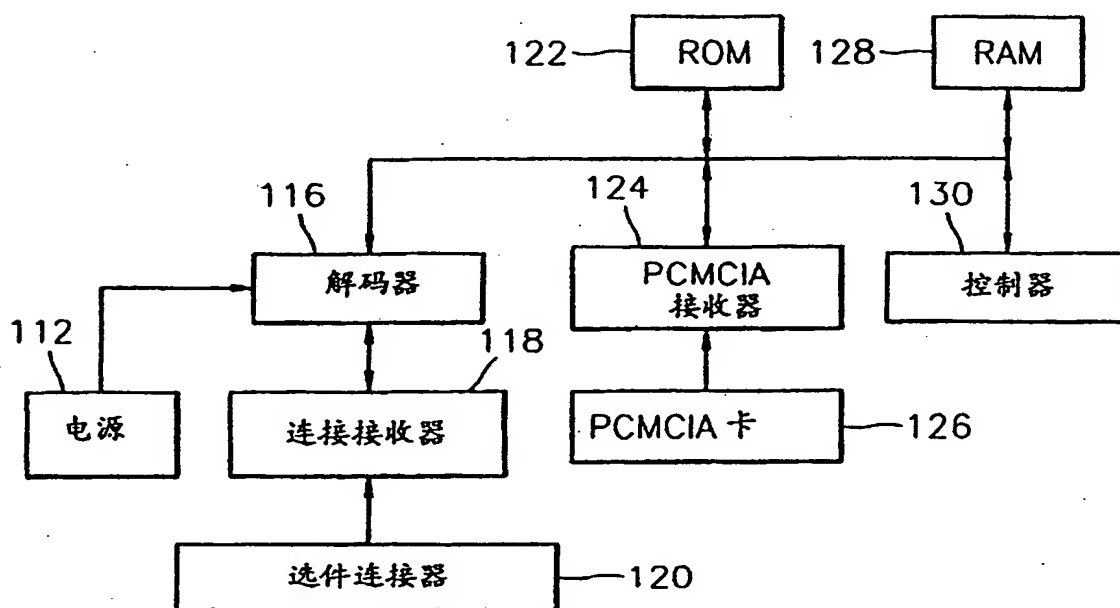 122
ROM
128
RAM
116
124
130
解码器
PCMCIA
接收器
控制器
112
118
电源
连接接收器
PCMCIA 卡
126
选件连接器
120